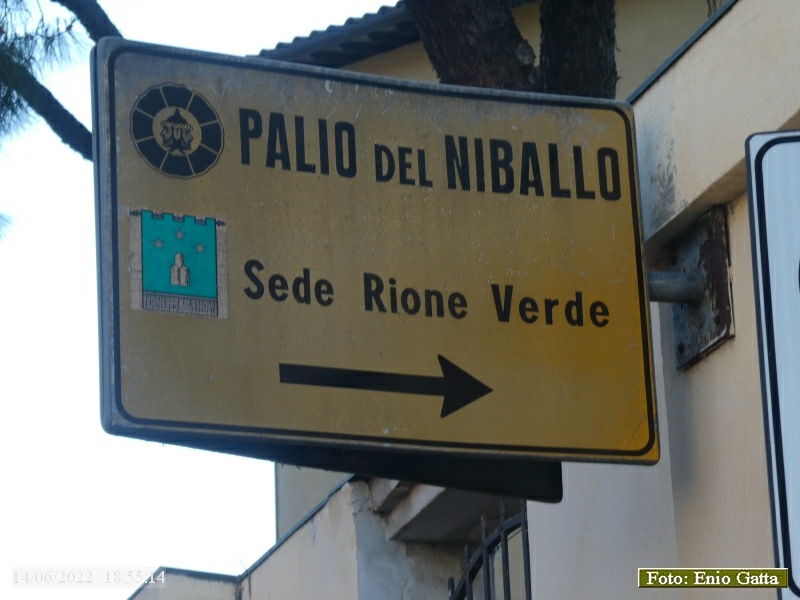 PALIO DEL NIBALLO
Sede Rione Verde
14/06/2022 18:55:14
Foto: Enio Gatta